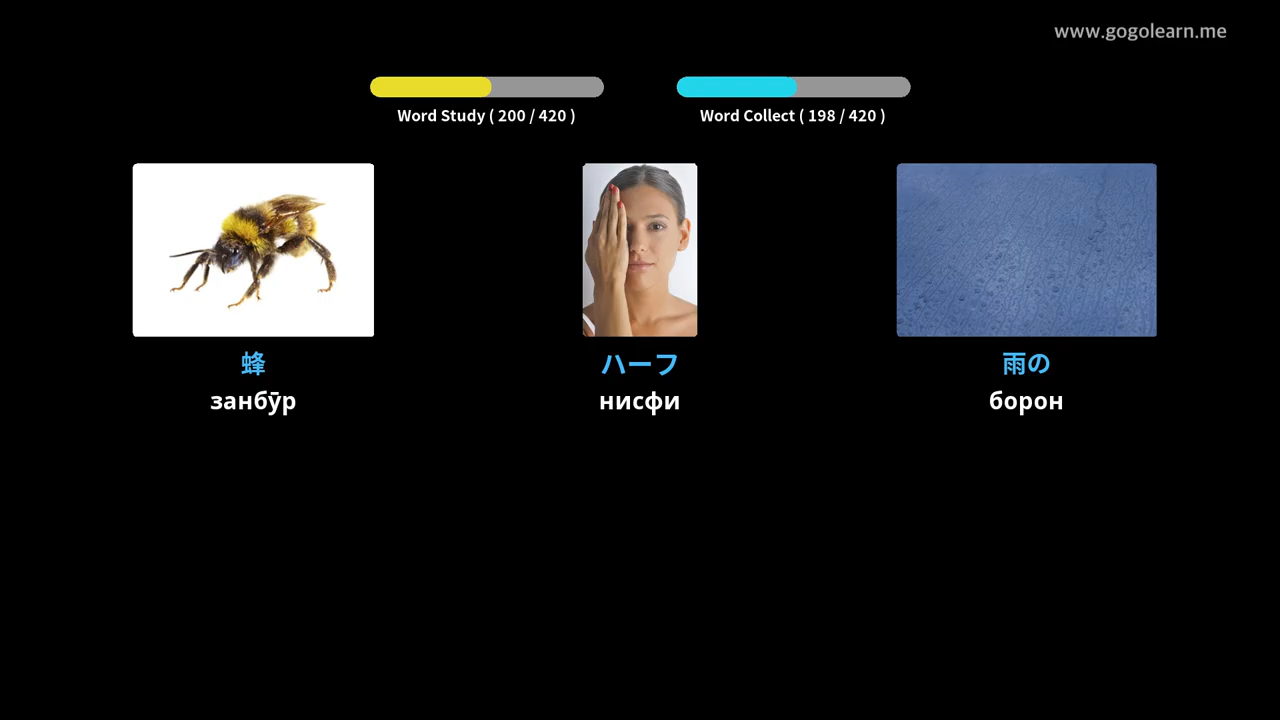 www.gogolearn.me
Word Study ( 200 / 420 )
Word Collect ( 198 / 420 )
蜂
занбӯр
ハーフ
нисфи
雨の
борон